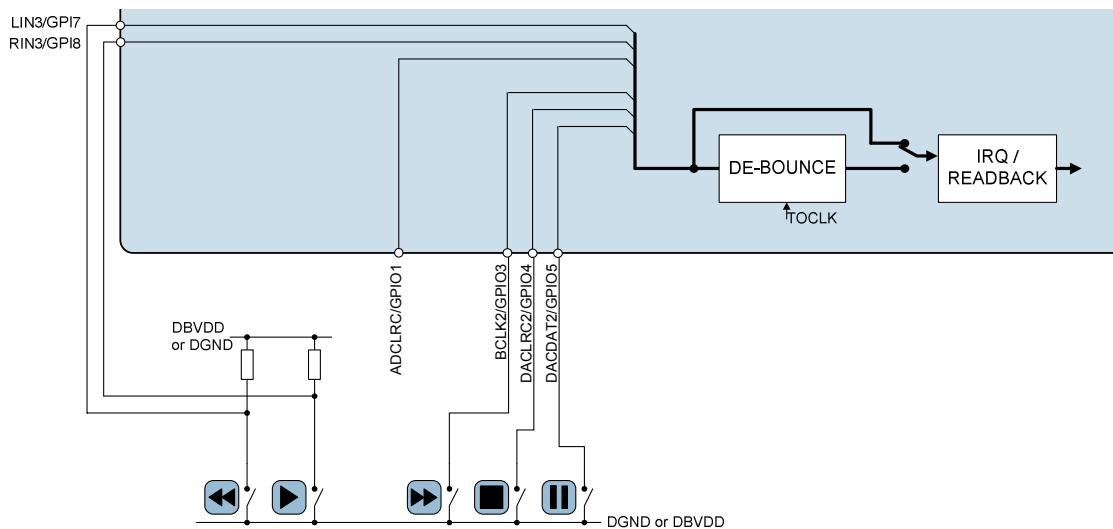 LIN3/GPI7
RIN3/GPI8
DE-BOUNCE
IRQ /
READBACK
TOCLK
ADCLRC/GPIO1
BCLK2/GPIO3
DACLRC2/GPIO4
DACDAT2/GPIO5
DBVDD
or DGND
DGND or DBVDD